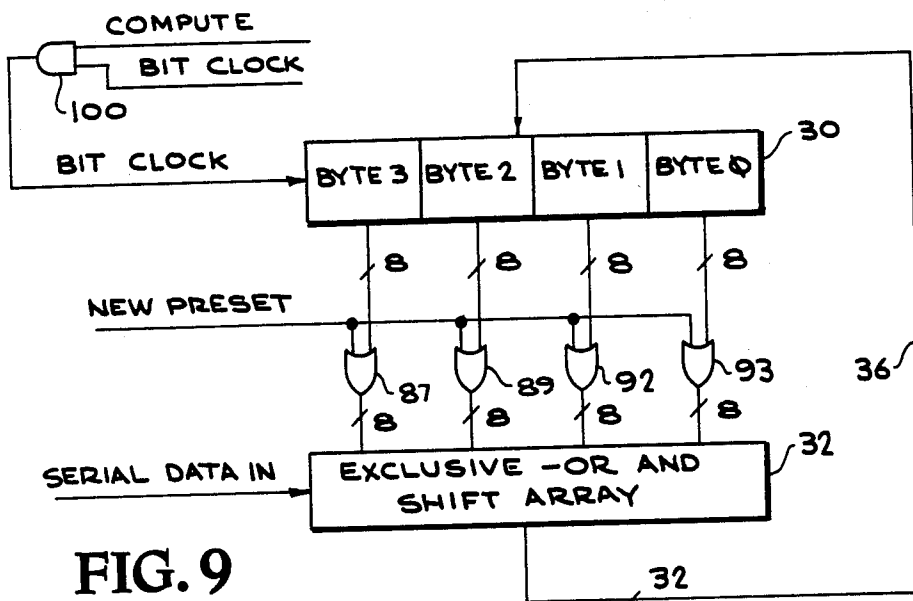 COMPUTE
BIT CLOCK
100
BIT CLOCK
BYTE 3 BYTE 2 BYTE 1 BYTE 0
30
8 8 8 8
NEW PRESET
87 89 92 93
36
8 8 8 8
SERIAL DATA IN
EXCLUSIVE -OR AND
SHIFT ARRAY
32
FIG. 9
32